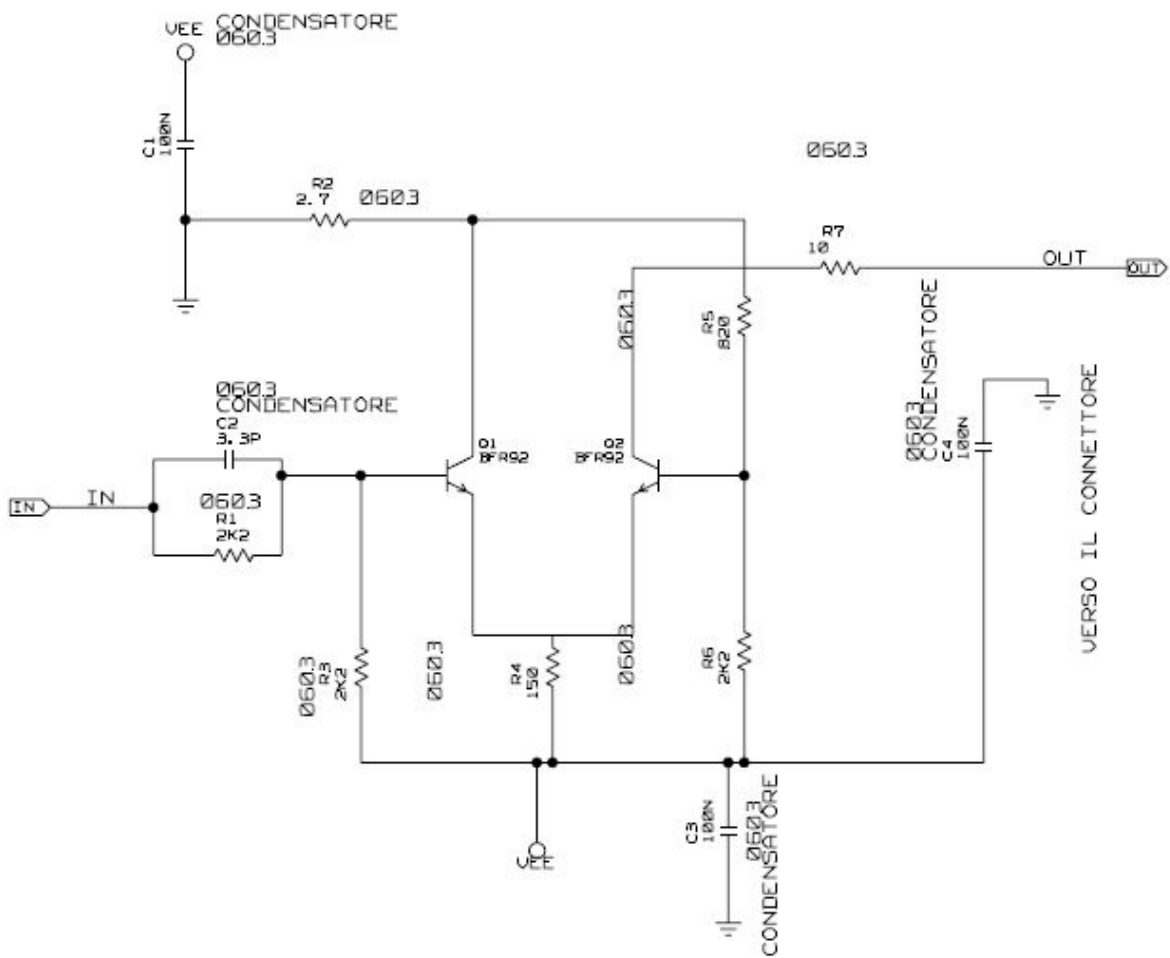 VEE
CONDENSATORE
0603
C1
100N
R2
2.7
0603
0603
R7
10
OUT
OUT
0603
R5
820
CONDENSATORE
0603
C4
100N
VERSO IL CONNETTORE
0603
CONDENSATORE
C2
3.3P
IN
IN
0603
R1
2K2
Q1
BFR92
Q2
BFR92
0603
R3
2K2
0603
R4
150
0603
R6
2K2
VEE
C3
100N
0603
CONDENSATORE